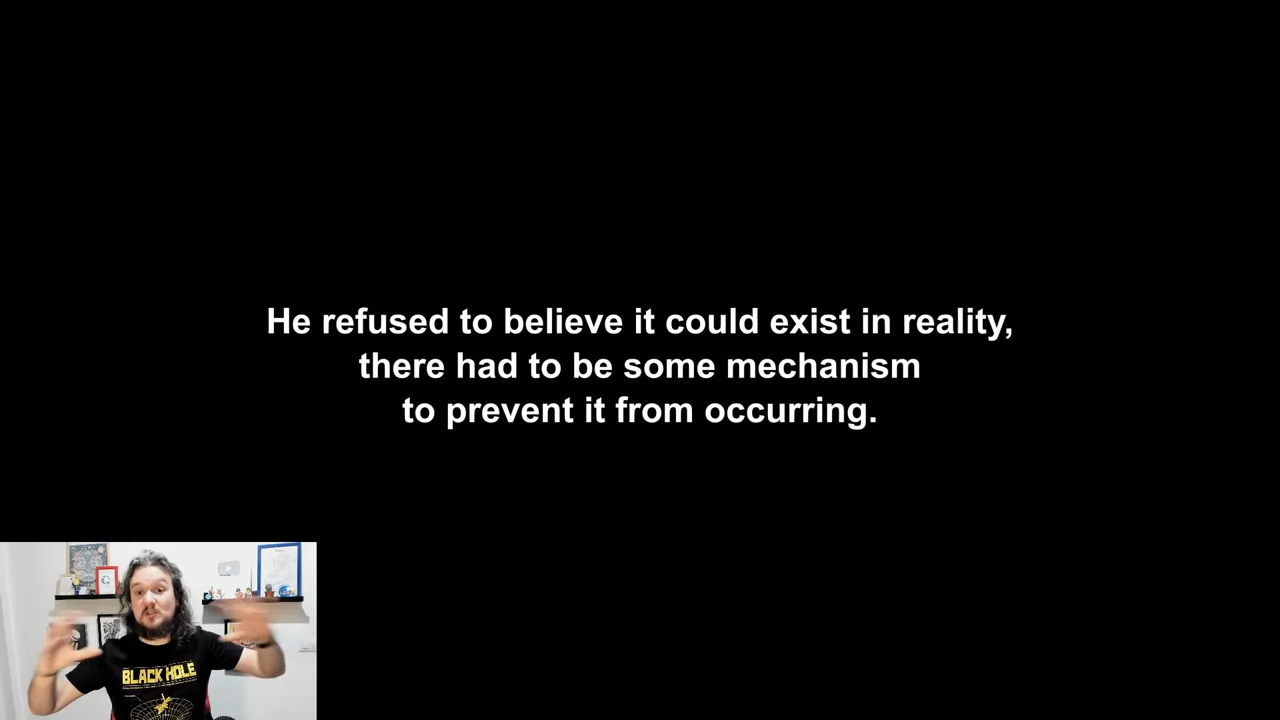 He refused to believe it could exist in reality,
there had to be some mechanism
to prevent it from occurring.
BLACK HOLE